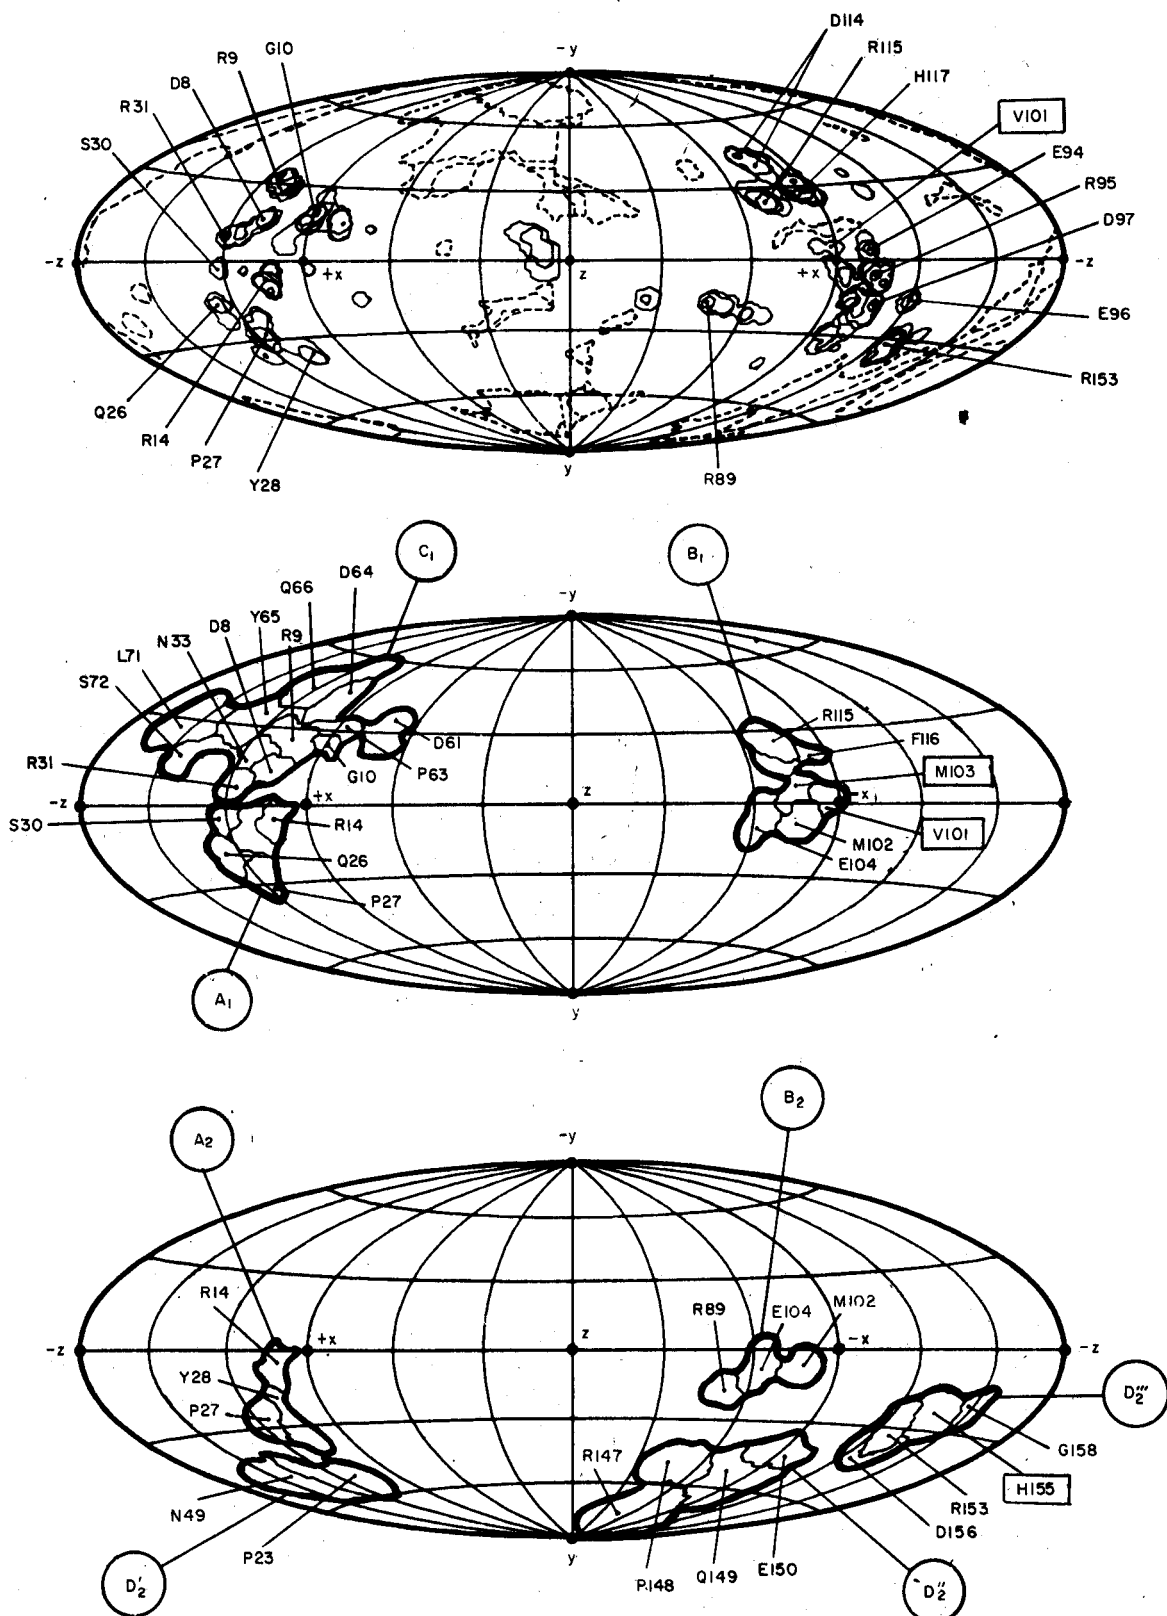 D114
-y
G10
R115
R9
H117
D8
R31
V101
S30
E94
R95
D97
-z
+x
z
+x
-z
E96
R153
Q26
R14
P27
Y28
y
R89
C₁
B₁
D64
Q66
-y
Y65
D8
R9
N33
L71
S72
R115
D61
F116
R31
P63
G10
M103
-z
+x
z
-x
S30
R14
V101
M102
Q26
E104
P27
A₁
y
B₂
A₂
-y
R14
R89
E104
M102
-z
+x
z
-x
-z
Y28
P27
D₂'''
R147
G158
H155
N49
R153
D156
P23
y
E150
Q149
P148
D₂'
D₂''